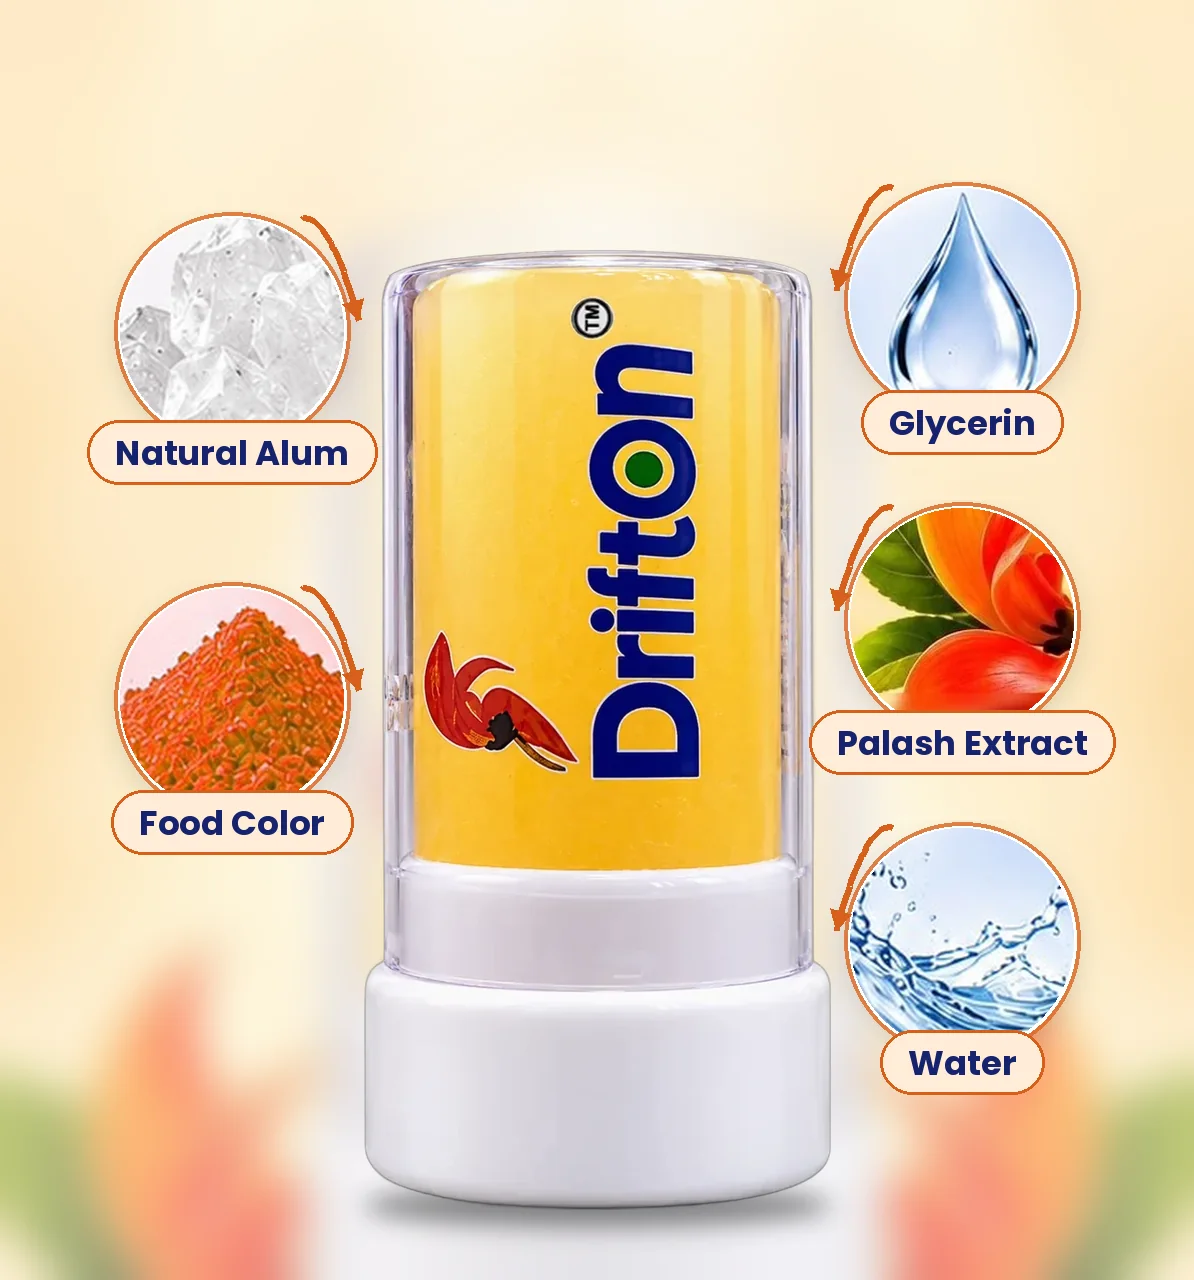 Natural Alum
Food Color
Drifton
TM
Glycerin
Palash Extract
Water